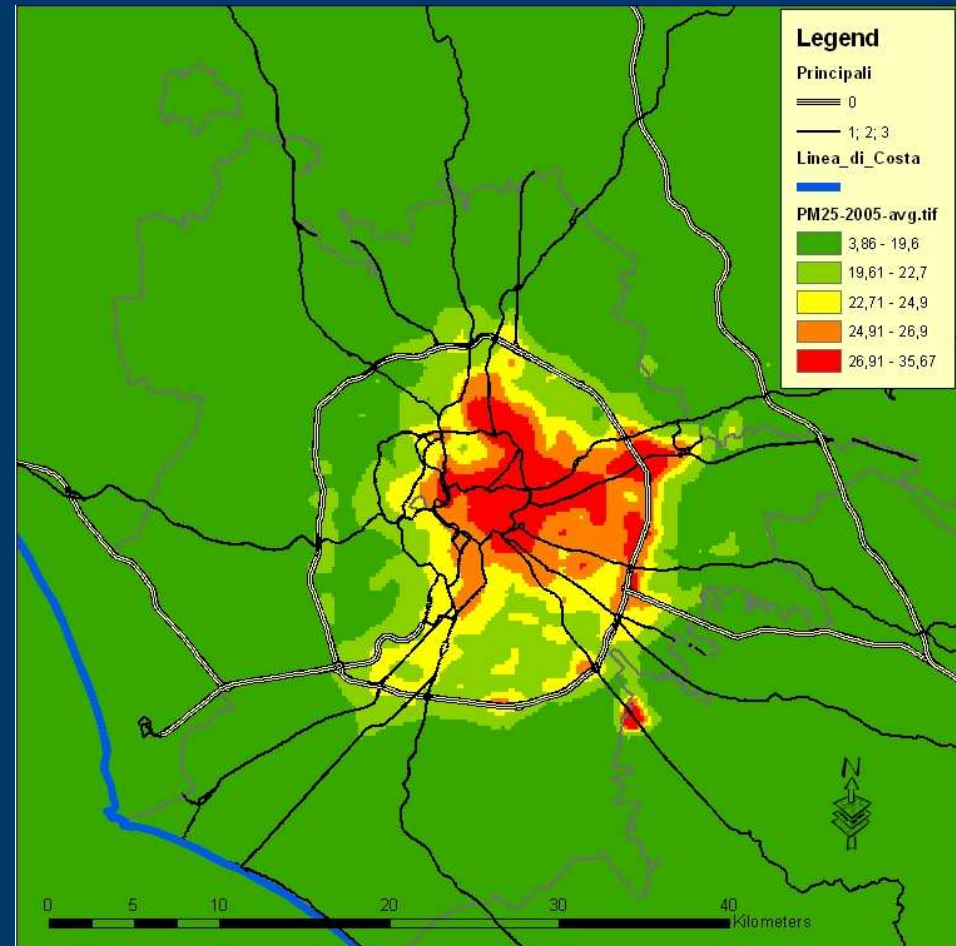 Legend
Principali
0
1; 2; 3
Linea_di_Costa
PM25-2005-avg.tif
3,86 - 19,6
19,61 - 22,7
22,71 - 24,9
24,91 - 26,9
26,91 - 35,67
N
0 5 10 20 30 40
Kilometers